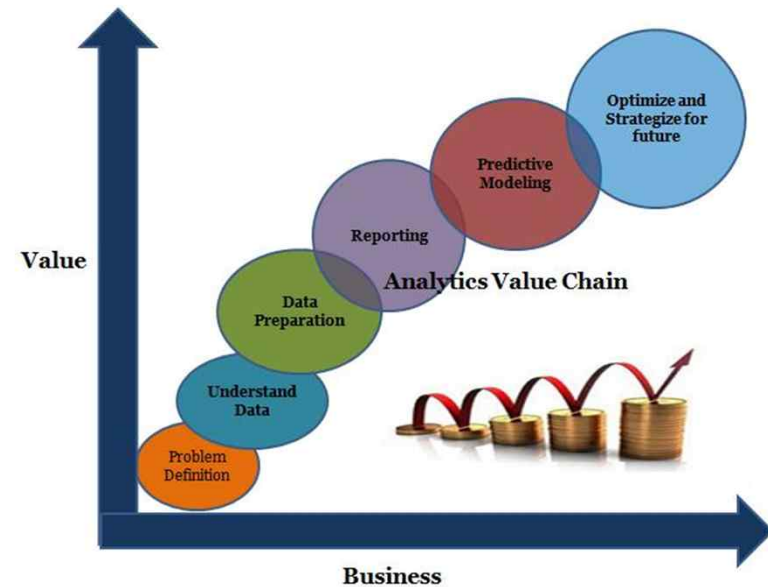 Optimize and
Strategize for
future
Predictive
Modeling
Reporting
Value
Analytics Value Chain
Data
Preparation
Understand
Data
Problem
Definition
Business